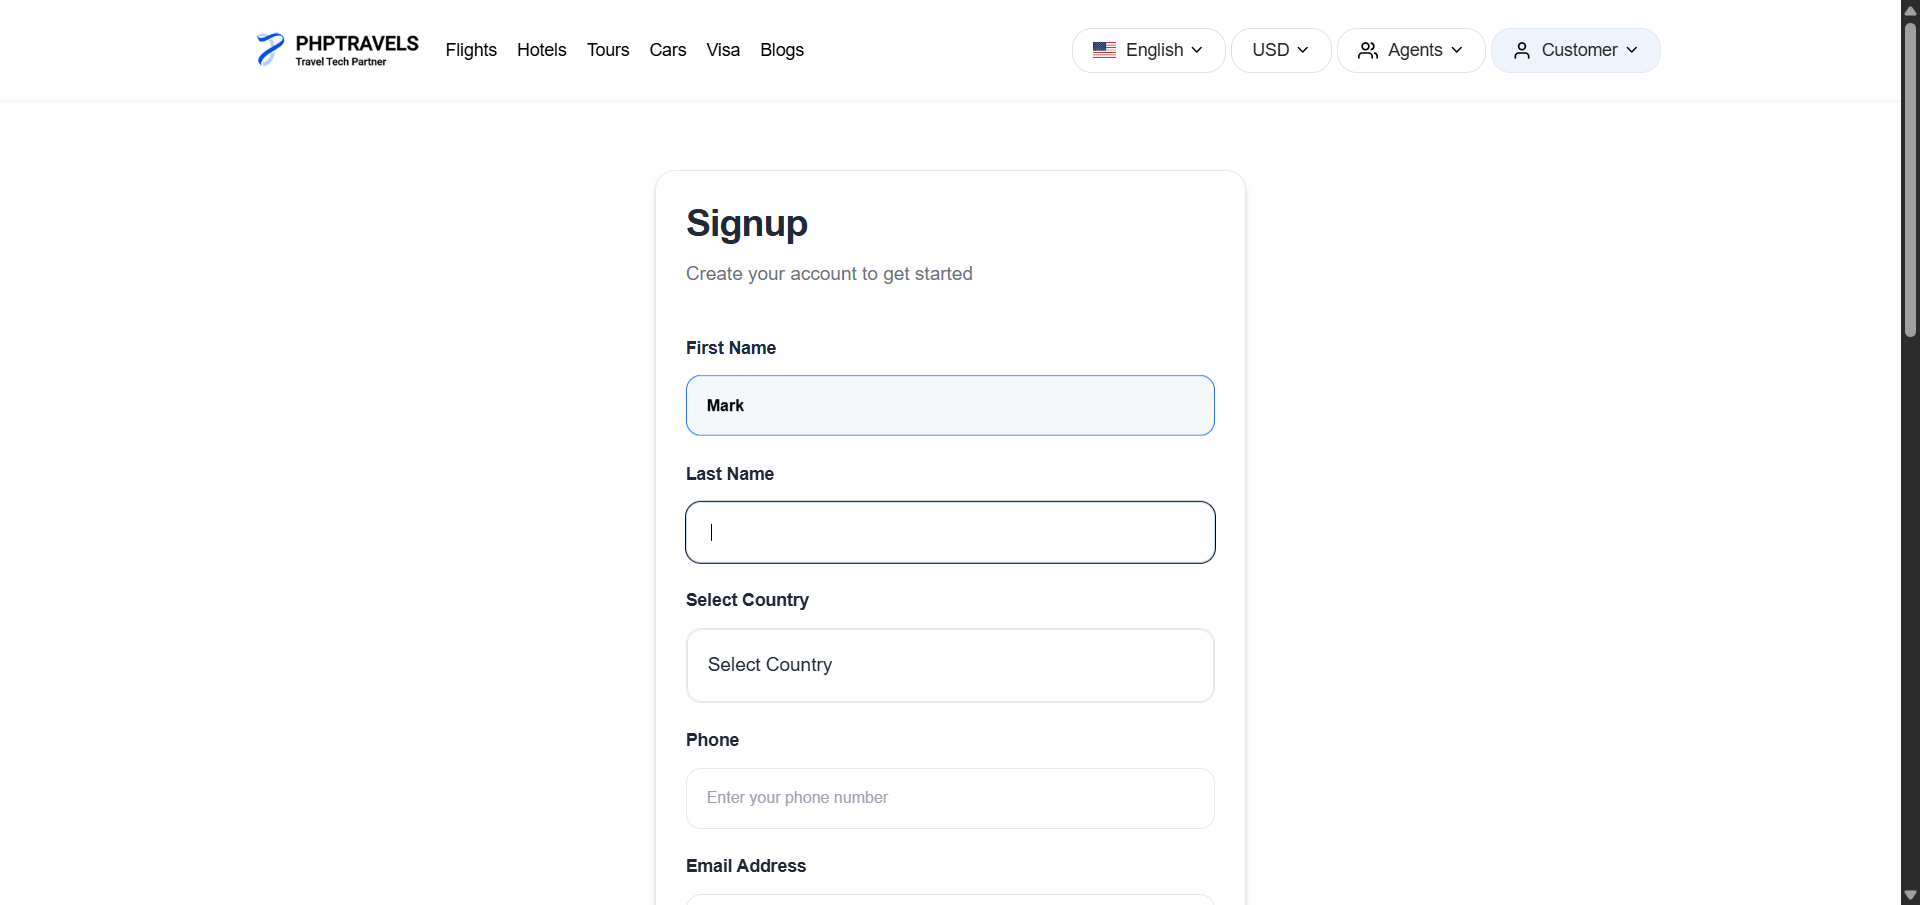 PHPTRAVELS
Travel Tech Partner
Flights Hotels Tours Cars Visa Blogs
English USD Agents Customer
Signup
Create your account to get started
First Name
Mark
Last Name
Select Country
Select Country
Phone
Enter your phone number
Email Address